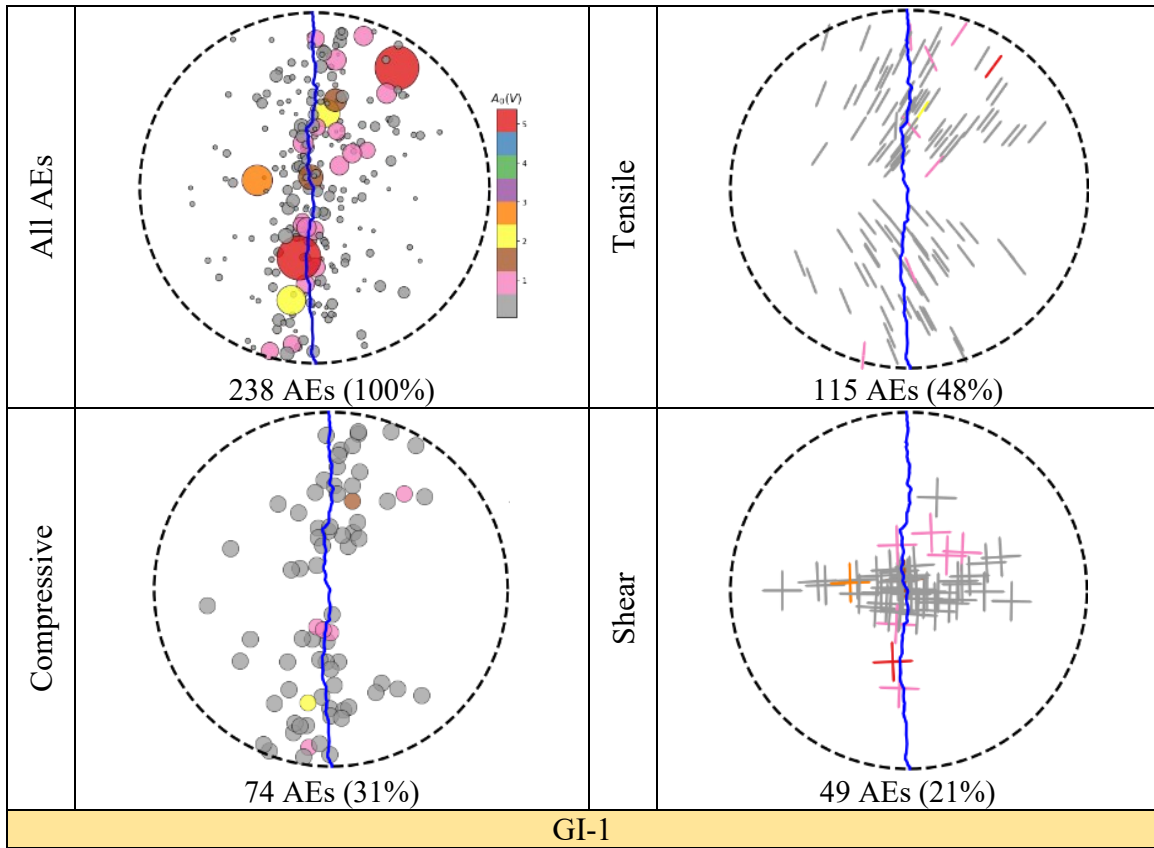 All AEs
A₀(V)
5
4
3
2
1
238 AEs (100%)
Tensile
115 AEs (48%)
Compressive
74 AEs (31%)
Shear
49 AEs (21%)
GI-1